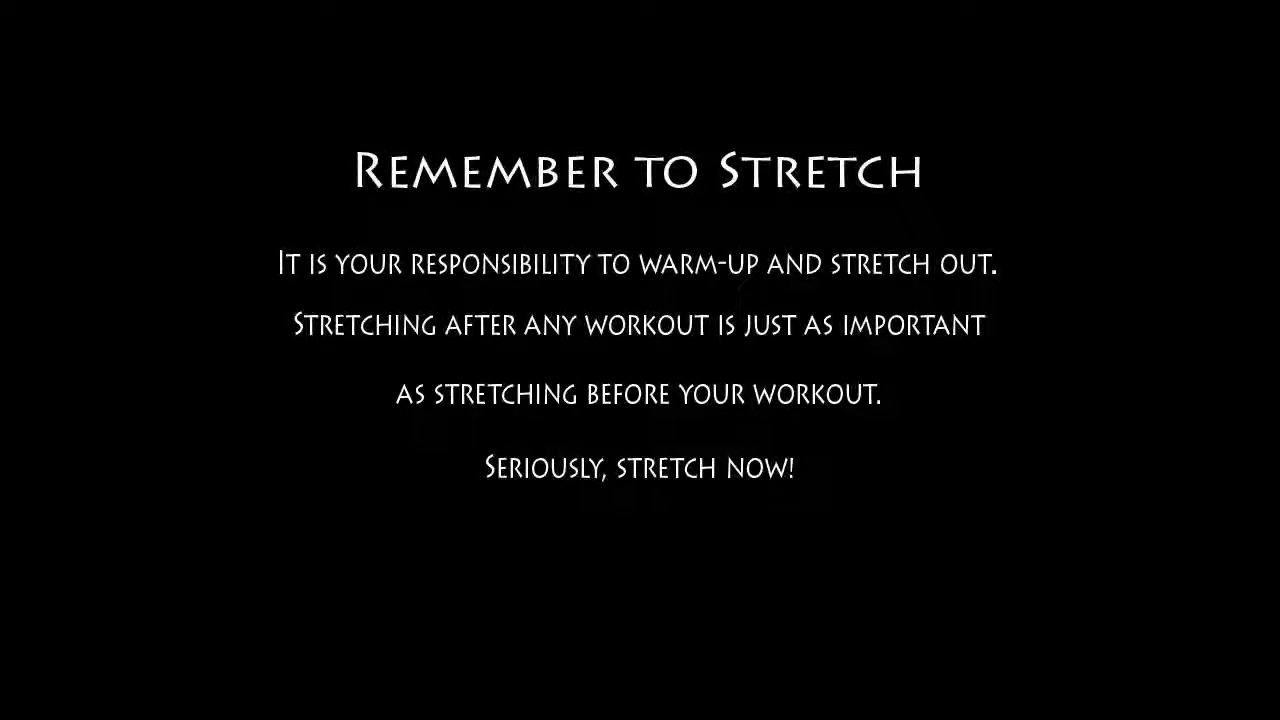 Remember to Stretch
It is your responsibility to warm-up and stretch out.
Stretching after any workout is just as important
as stretching before your workout.
Seriously, stretch now!